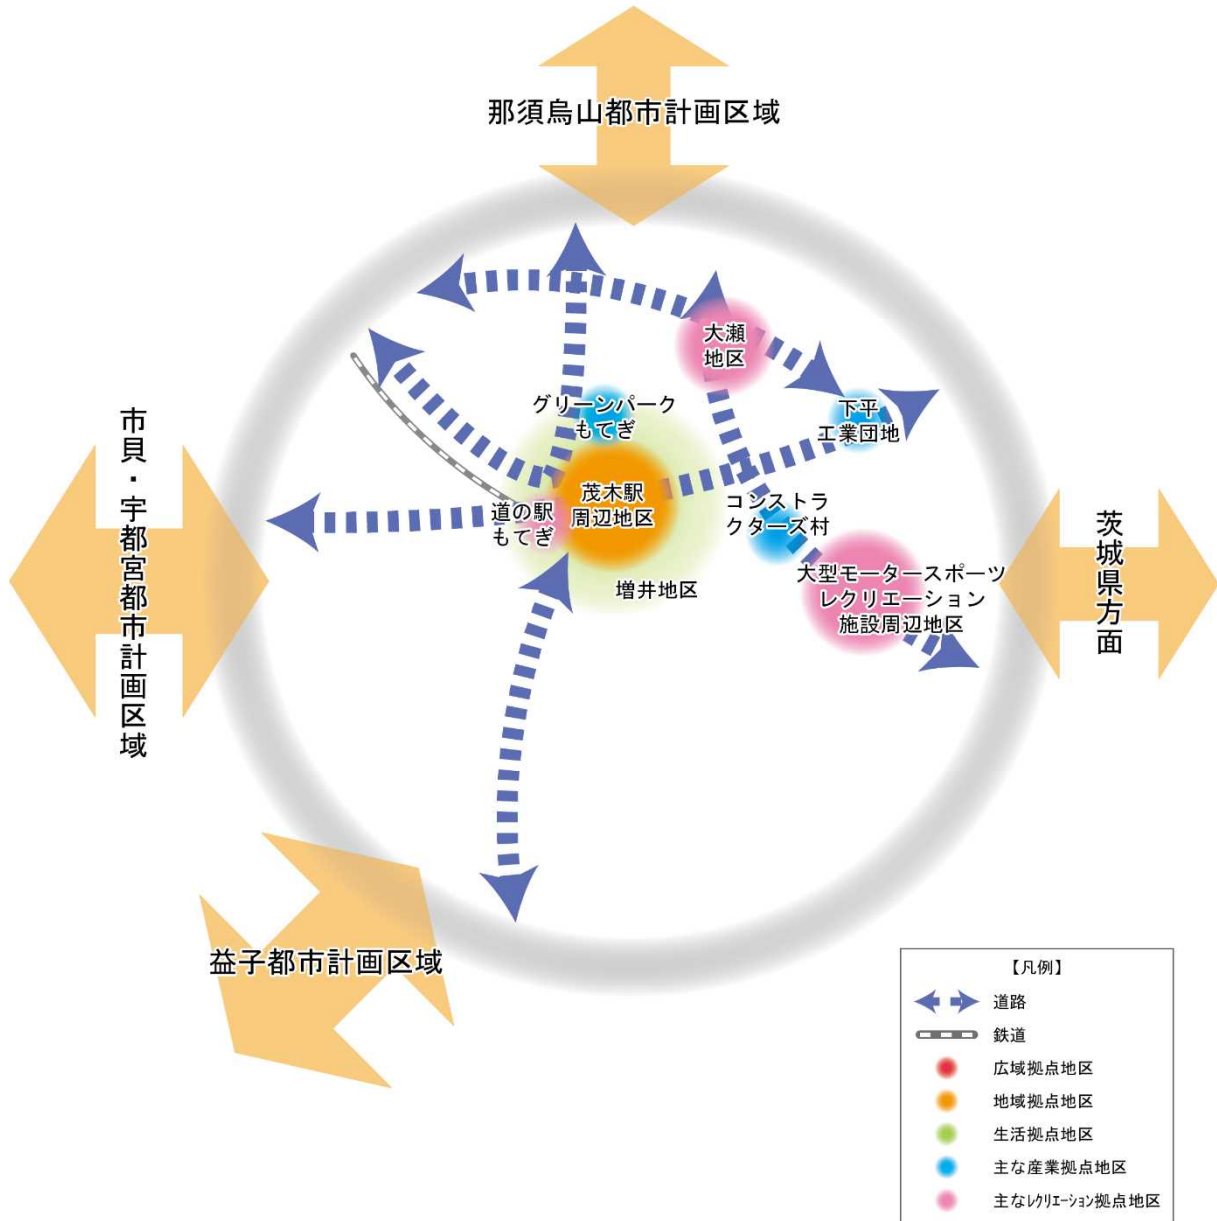 那須烏山都市計画区域
大瀬
地区
グリーンパーク
もてぎ
下平
工業団地
市貝・宇都宮都市計画区域
道の駅
もてぎ
茂木駅
周辺地区
コンストラ
クターズ村
増井地区
大型モータースポーツ
レクリエーション
施設周辺地区
茨城県方面
益子都市計画区域
【凡例】
道路
鉄道
広域拠点地区
地域拠点地区
生活拠点地区
主な産業拠点地区
主なﾚｸﾘｴｰｼｮﾝ拠点地区